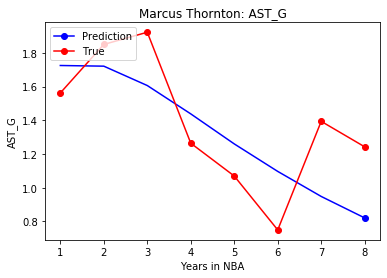 Marcus Thornton: AST_G
Prediction
True
AST_G
1.8
1.6
1.4
1.2
1.0
0.8
1 2 3 4 5 6 7 8
Years in NBA